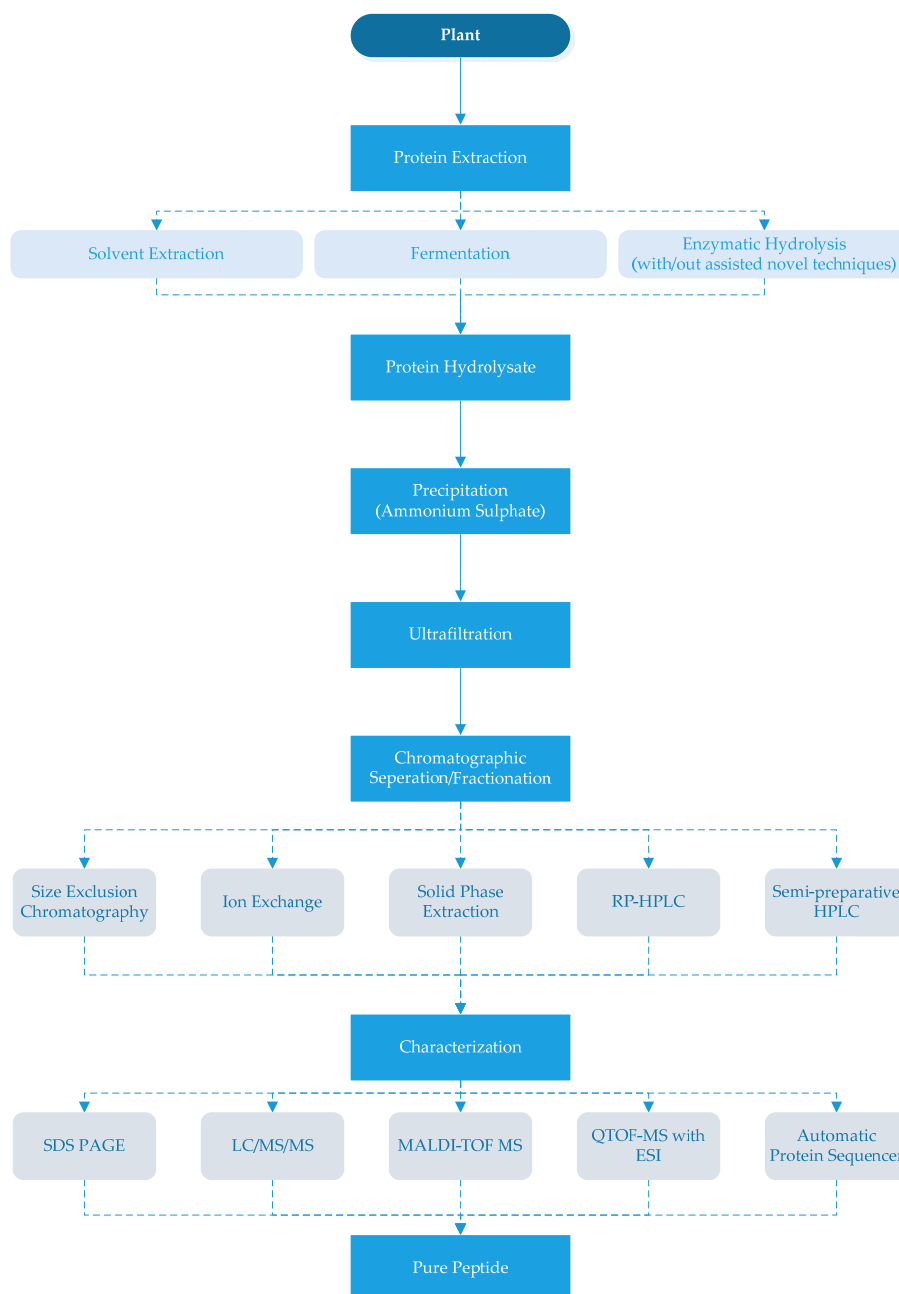 Plant
Protein Extraction
Solvent Extraction
Fermentation
Enzymatic Hydrolysis
(with/out assisted novel techniques)
Protein Hydrolysate
Precipitation
(Ammonium Sulphate)
Ultrafiltration
Chromatographic
Seperation/Fractionation
Size Exclusion
Chromatography
Ion Exchange
Solid Phase
Extraction
RP-HPLC
Semi-preparative
HPLC
Characterization
SDS PAGE
LC/MS/MS
MALDI-TOF MS
QTOF-MS with
ESI
Automatic
Protein Sequencer
Pure Peptide